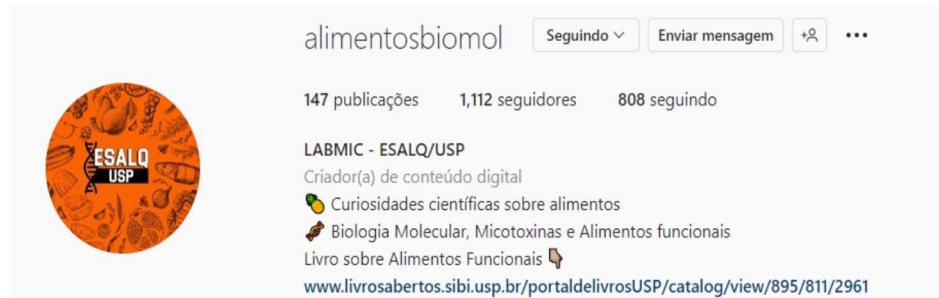 alimentosbiomol Seguindo Enviar mensagem
147 publicações 1,112 seguidores 808 seguindo
ESALQ
USP
LABMIC - ESALQ/USP
Criador(a) de conteúdo digital
🍍 Curiosidades científicas sobre alimentos
🧬 Biologia Molecular, Micotoxinas e Alimentos funcionais
Livro sobre Alimentos Funcionais 👇🏽
www.livrosabertos.sibi.usp.br/portaldelivrosUSP/catalog/view/895/811/2961